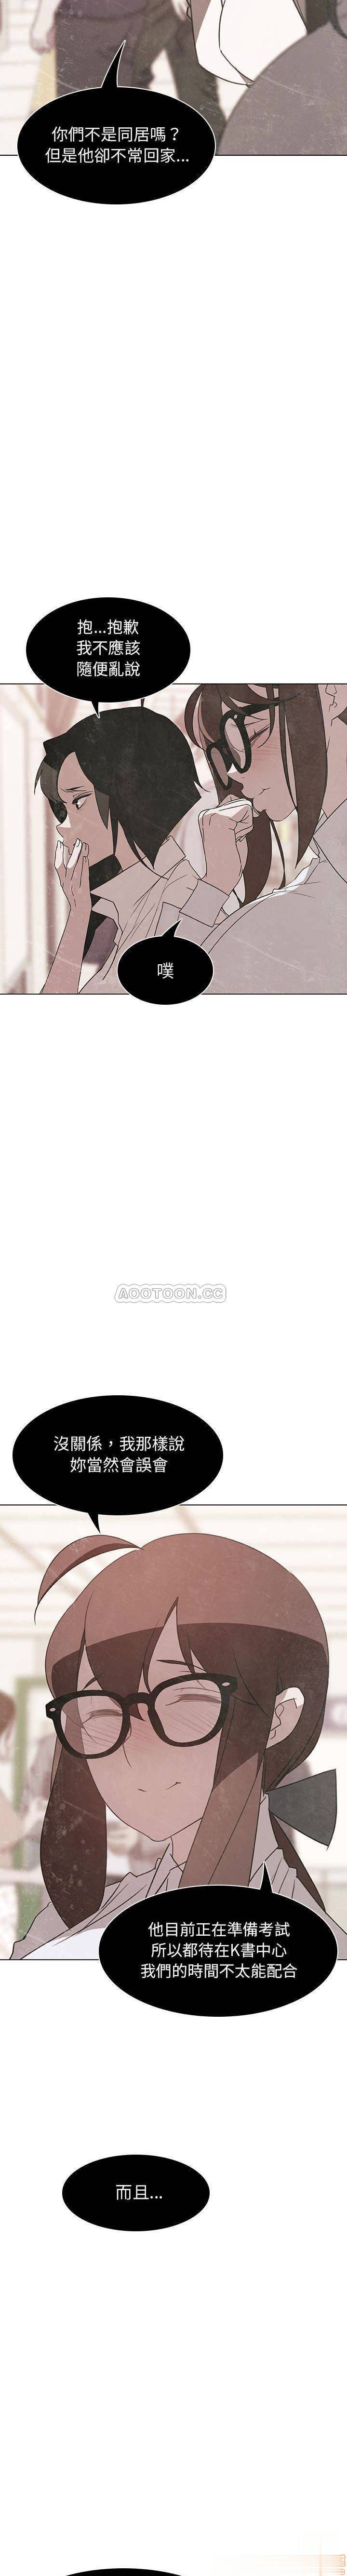 你們不是同居嗎？
但是他卻不常回家...
抱...抱歉
我不應該
隨便亂說
噗
AOOTOON.CC
沒關係，我那樣說
妳當然會誤會
他目前正在準備考試
所以都待在K書中心
我們的時間不太能配合
而且...